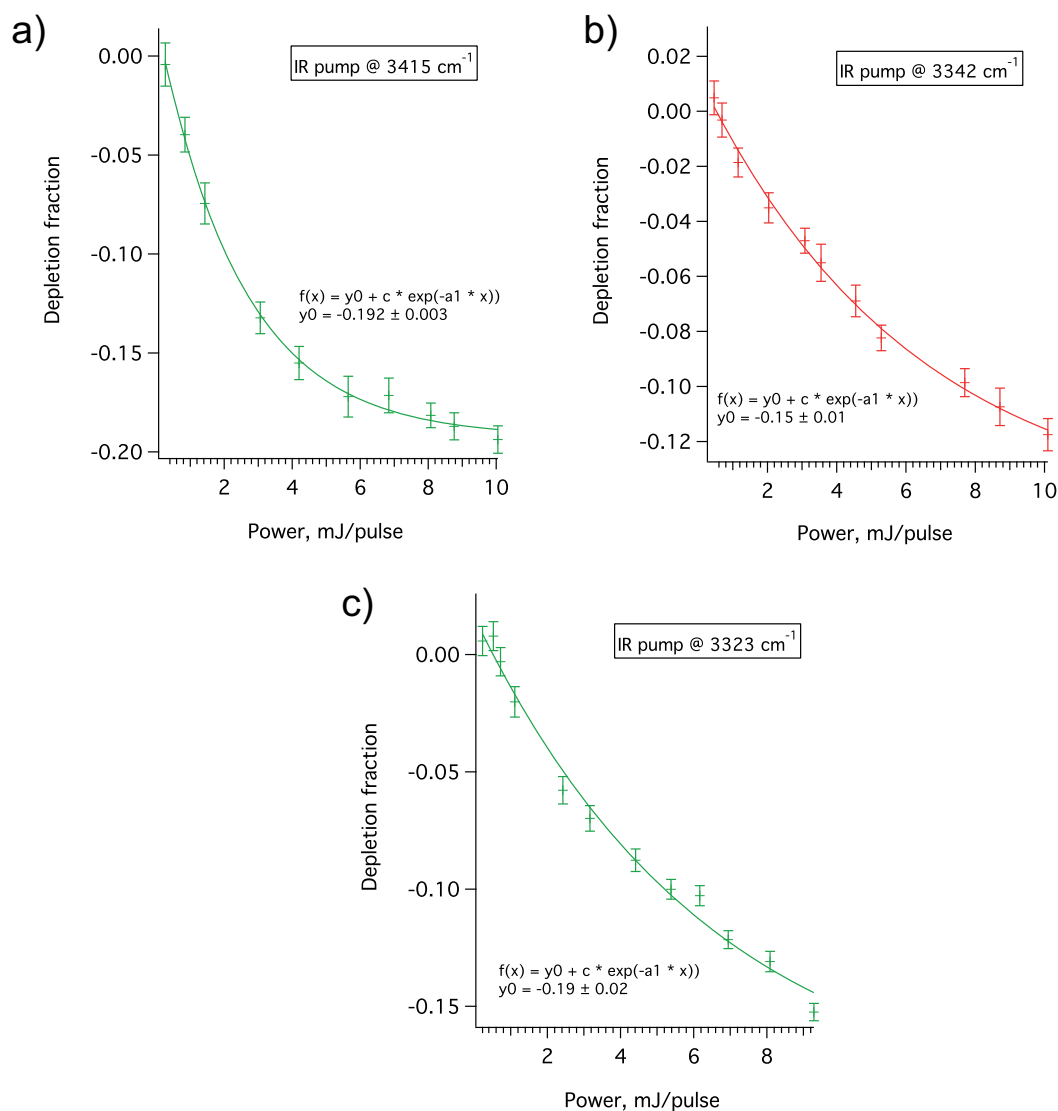 a)
IR pump @ 3415 cm-1
0.00
-0.05
-0.10
-0.15
-0.20
Depletion fraction
f(x) = y0 + c * exp(-a1 * x))
y0 = -0.192 ± 0.003
2
4
6
8
10
Power, mJ/pulse
b)
IR pump @ 3342 cm-1
0.02
0.00
-0.02
-0.04
-0.06
-0.08
-0.10
-0.12
Depletion fraction
f(x) = y0 + c * exp(-a1 * x))
y0 = -0.15 ± 0.01
2
4
6
8
10
Power, mJ/pulse
c)
IR pump @ 3323 cm-1
0.00
-0.05
-0.10
-0.15
Depletion fraction
f(x) = y0 + c * exp(-a1 * x))
y0 = -0.19 ± 0.02
2
4
6
8
Power, mJ/pulse